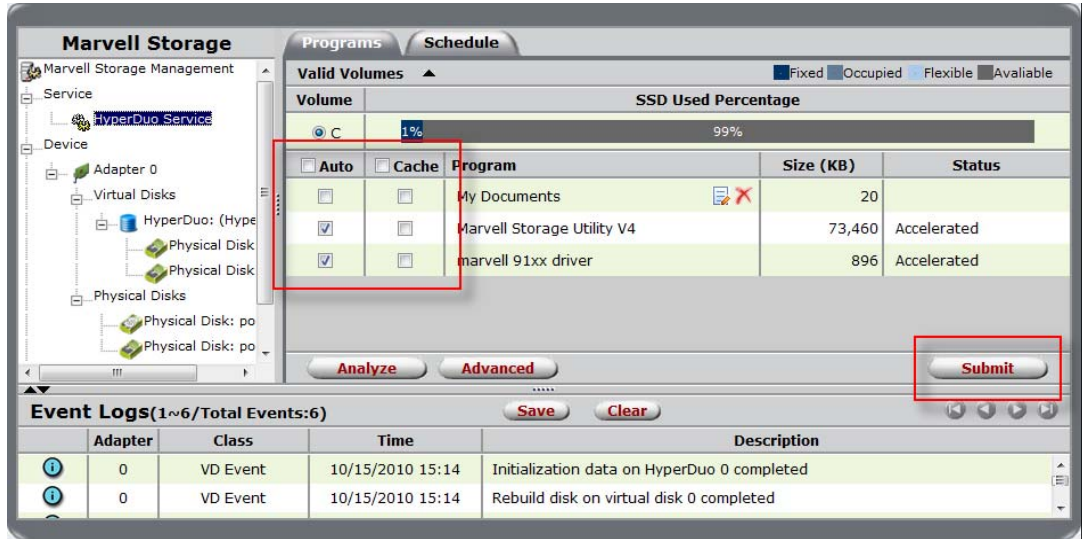 Marvell Storage
Marvell Storage Management
Service
HyperDuo Service
Device
Adapter 0
Virtual Disks
HyperDuo: (Hype
Physical Disk
Physical Disk
Physical Disks
Physical Disk: po
Physical Disk: po
Programs Schedule
Valid Volumes Fixed Occupied Flexible Avaliable
Volume SSD Used Percentage
C 1% 99%
Auto Cache Program Size (KB) Status
My Documents 20
Marvell Storage Utility V4 73,460 Accelerated
marvell 91xx driver 896 Accelerated
Analyze Advanced Submit
Event Logs(1~6/Total Events:6) Save Clear
Adapter Class Time Description
0 VD Event 10/15/2010 15:14 Initialization data on HyperDuo 0 completed
0 VD Event 10/15/2010 15:14 Rebuild disk on virtual disk 0 completed